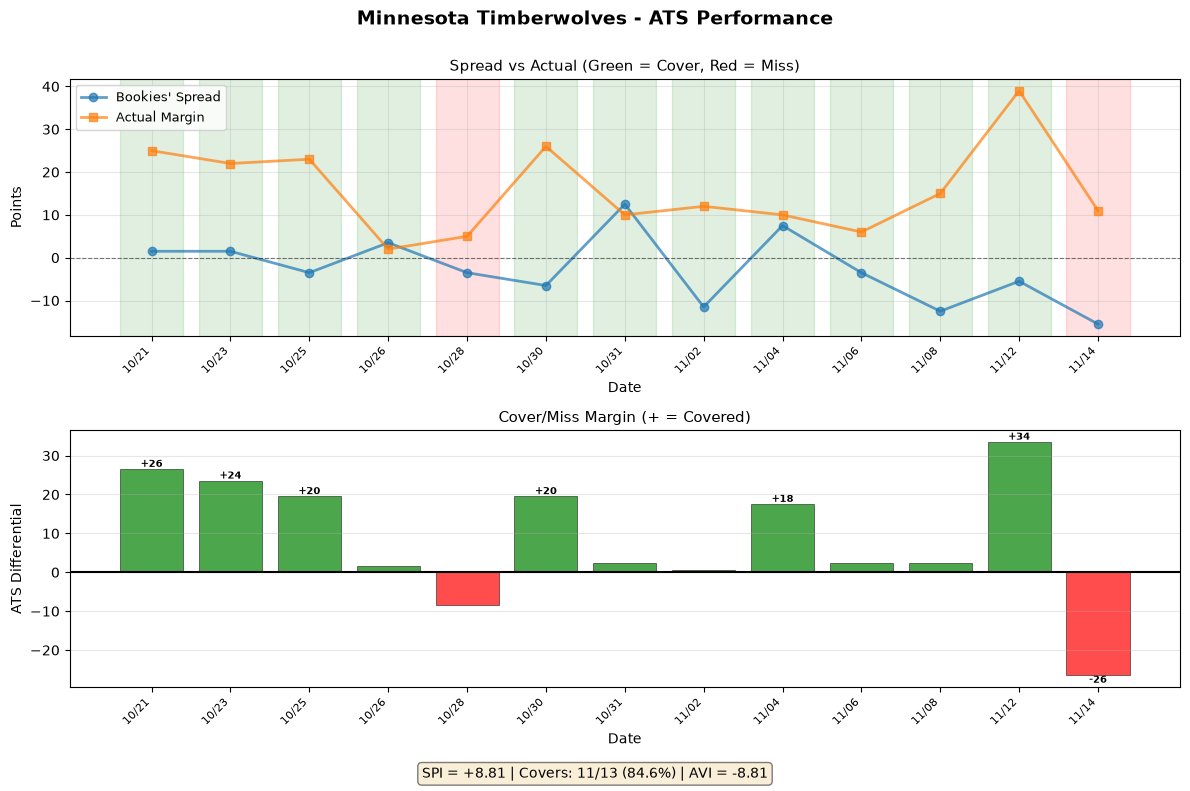 Minnesota Timberwolves - ATS Performance
Spread vs Actual (Green = Cover, Red = Miss)
Bookies' Spread
Actual Margin
Points
40
30
20
10
0
−10
10/21 10/23 10/25 10/26 10/28 10/30 10/31 11/02 11/04 11/06 11/08 11/12 11/14
Date
Cover/Miss Margin (+ = Covered)
ATS Differential
30
20
10
0
−10
−20
+26 +24 +20 +20 +18 +34 -26
10/21 10/23 10/25 10/26 10/28 10/30 10/31 11/02 11/04 11/06 11/08 11/12 11/14
Date
SPI = +8.81 | Covers: 11/13 (84.6%) | AVI = -8.81